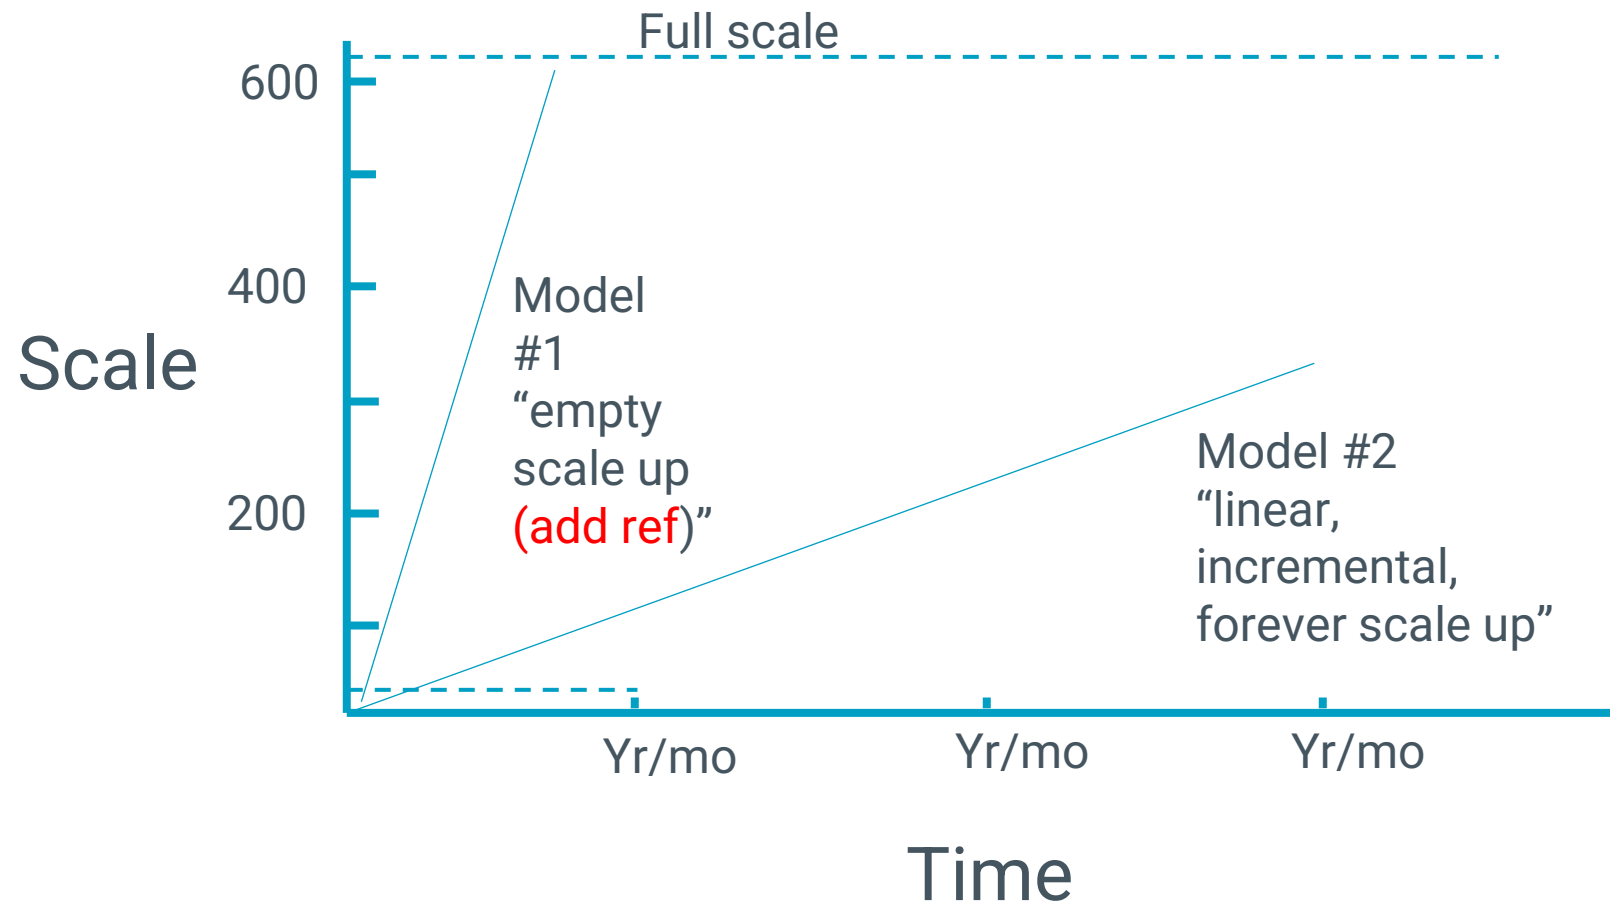 Full scale
600
400
Scale
200
Model
#1
“empty
scale up
(add ref)”
Model #2
“linear,
incremental,
forever scale up”
Yr/mo
Yr/mo
Yr/mo
Time